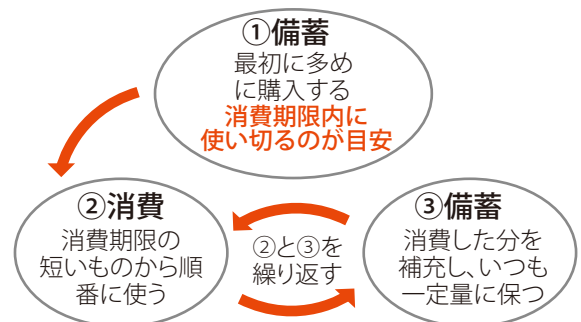 ①備蓄
最初に多め
に購入する
消費期限内に
使い切るのが目安
②消費
消費期限の
短いものから順
番に使う
②と③を
繰り返す
③備蓄
消費した分を
補充し、いつも
一定量に保つ